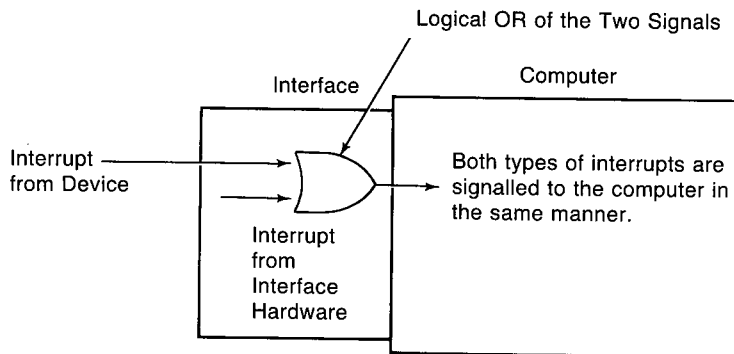 Logical OR of the Two Signals
Interface
Computer
Interrupt
from Device
Both types of interrupts are
signalled to the computer in
the same manner.
Interrupt
from
Interface
Hardware